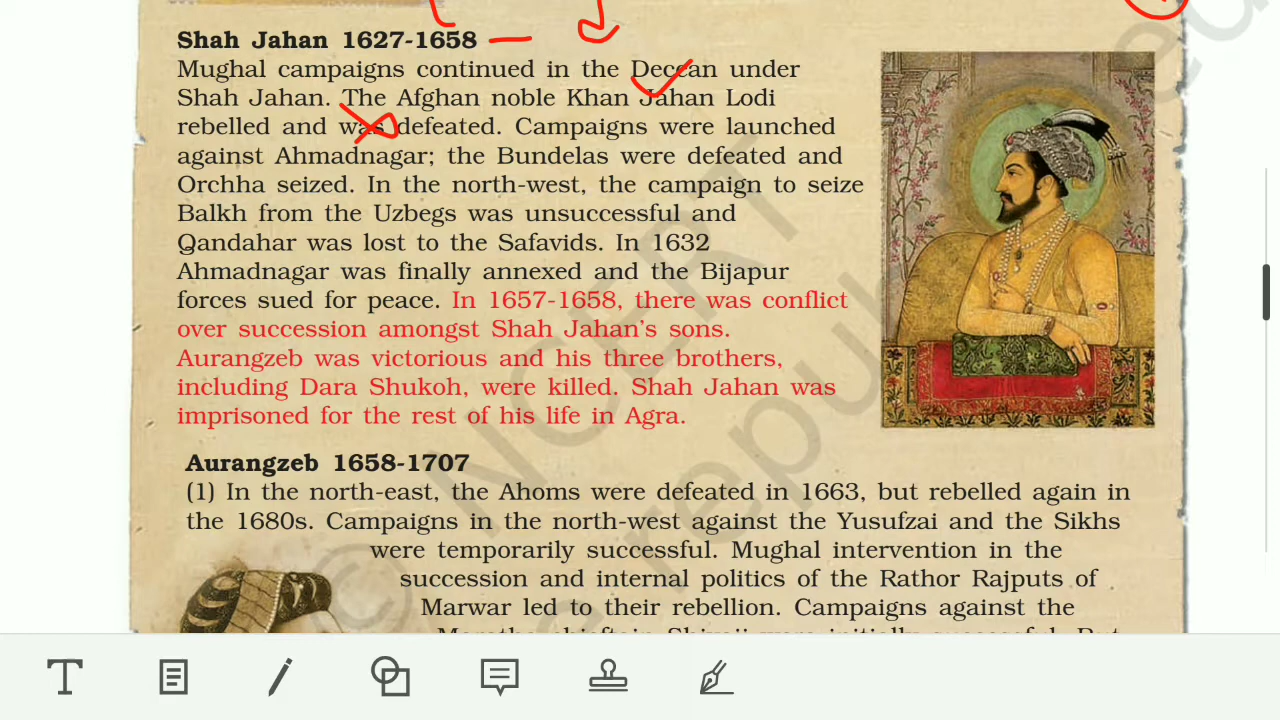 Shah Jahan 1627-1658
Mughal campaigns continued in the Deccan under
Shah Jahan. The Afghan noble Khan Jahan Lodi
rebelled and was defeated. Campaigns were launched
against Ahmadnagar; the Bundelas were defeated and
Orchha seized. In the north-west, the campaign to seize
Balkh from the Uzbegs was unsuccessful and
Qandahar was lost to the Safavids. In 1632
Ahmadnagar was finally annexed and the Bijapur
forces sued for peace. In 1657-1658, there was conflict
over succession amongst Shah Jahan's sons.
Aurangzeb was victorious and his three brothers,
including Dara Shukoh, were killed. Shah Jahan was
imprisoned for the rest of his life in Agra.
Aurangzeb 1658-1707
(1) In the north-east, the Ahoms were defeated in 1663, but rebelled again in
the 1680s. Campaigns in the north-west against the Yusufzai and the Sikhs
were temporarily successful. Mughal intervention in the
succession and internal politics of the Rathor Rajputs of
Marwar led to their rebellion. Campaigns against the
© NCERT